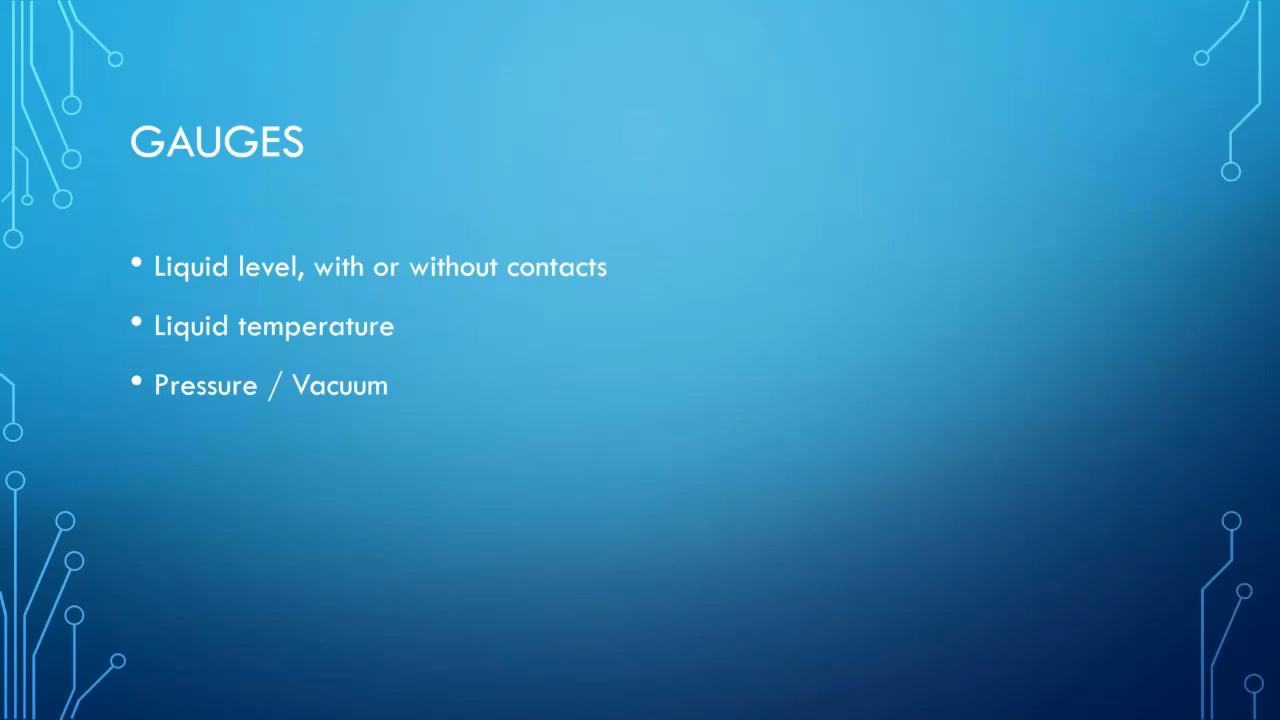 GAUGES
• Liquid level, with or without contacts
• Liquid temperature
• Pressure / Vacuum